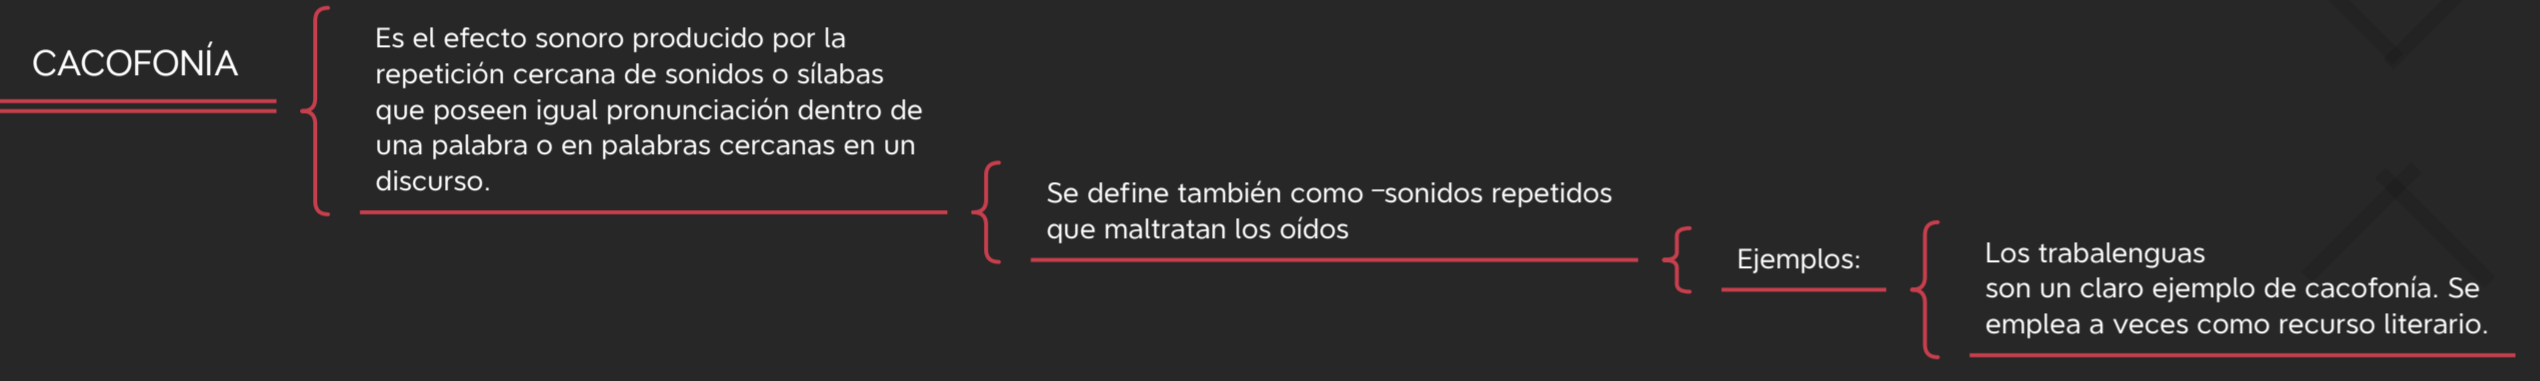 CACOFONÍA
Es el efecto sonoro producido por la
repetición cercana de sonidos o sílabas
que poseen igual pronunciación dentro de
una palabra o en palabras cercanas en un
discurso.
Se define también como ―sonidos repetidos
que maltratan los oídos
Ejemplos:
Los trabalenguas
son un claro ejemplo de cacofonía. Se
emplea a veces como recurso literario.